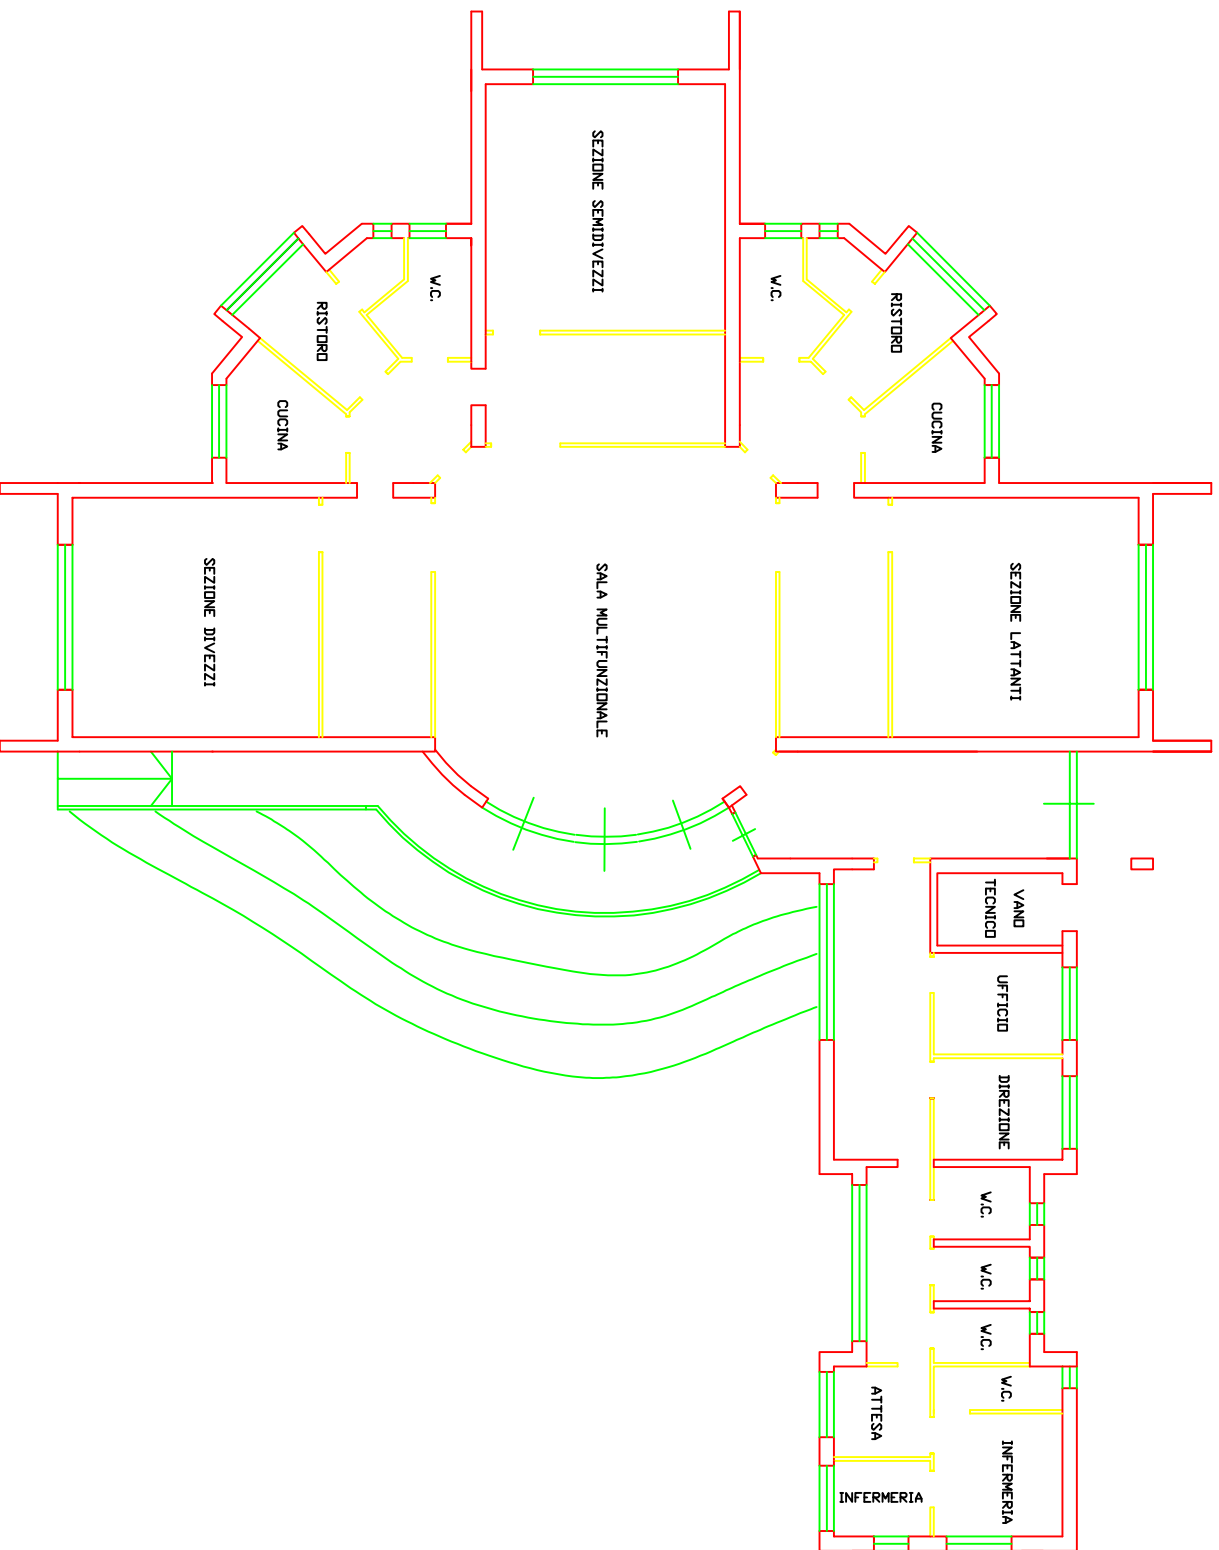 SEZIONE SEMIDIVEZZI
W.C.
W.C.
RISTORO
RISTORO
CUCINA
CUCINA
SEZIONE DIVEZZI
SALA MULTIFUNZIONALE
SEZIONE LATTANTI
VANO
TECNICO
UFFICIO
DIREZIONE
W.C.
W.C.
W.C.
W.C.
ATTESA
INFERMERIA
INFERMERIA